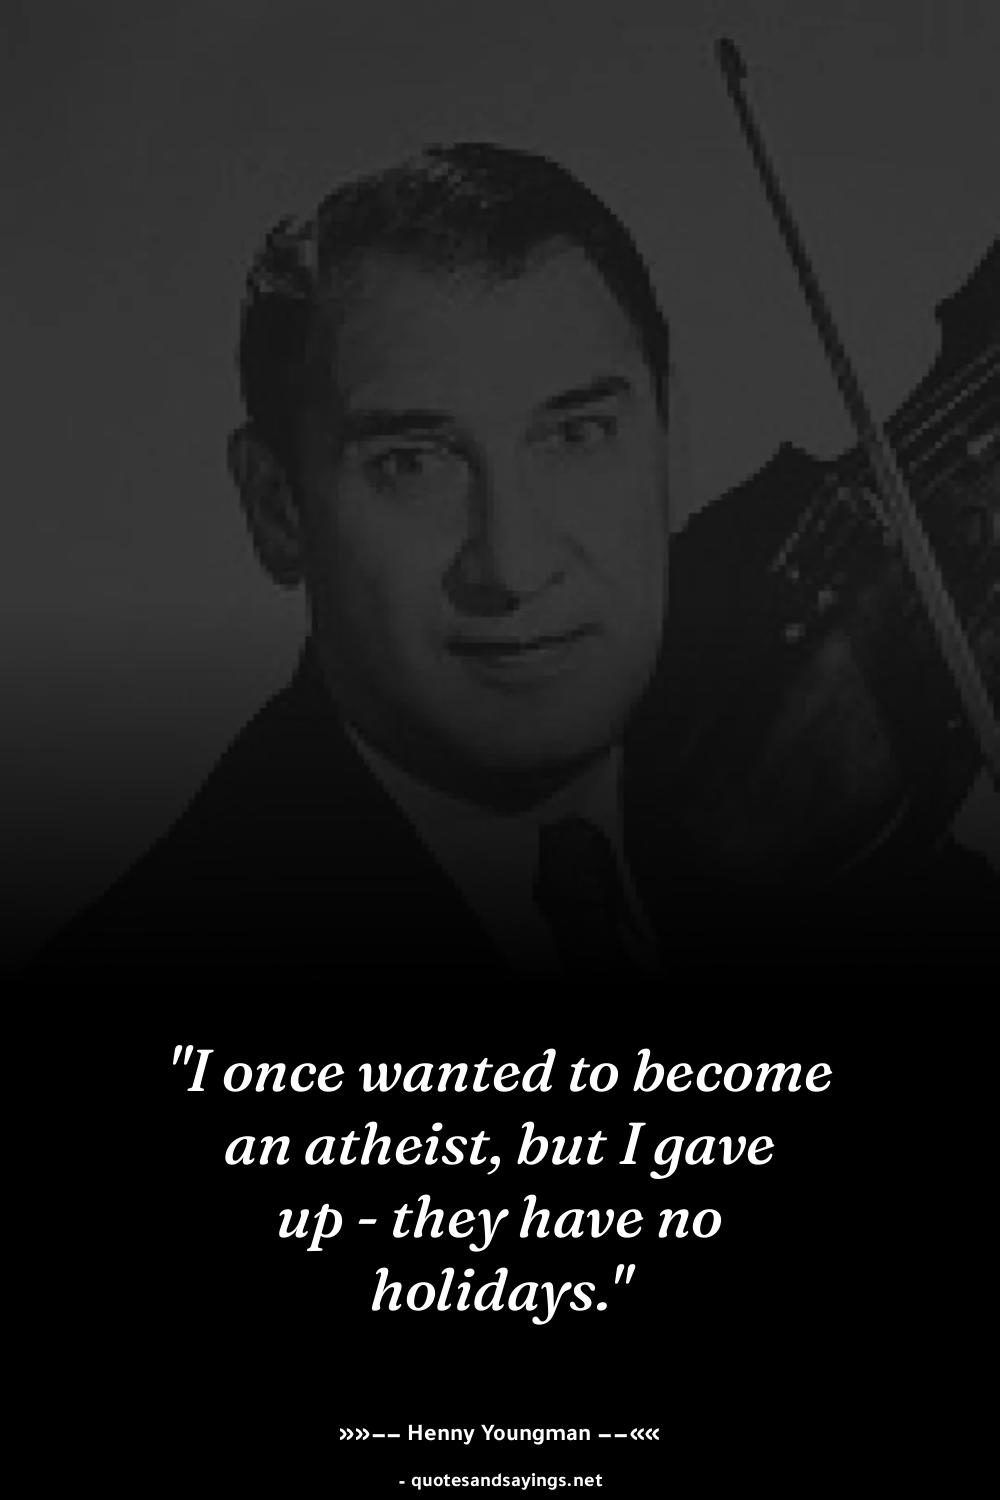 "I once wanted to become
an atheist, but I gave
up - they have no
holidays."
»»−− Henny Youngman −−««
- quotesandsayings.net